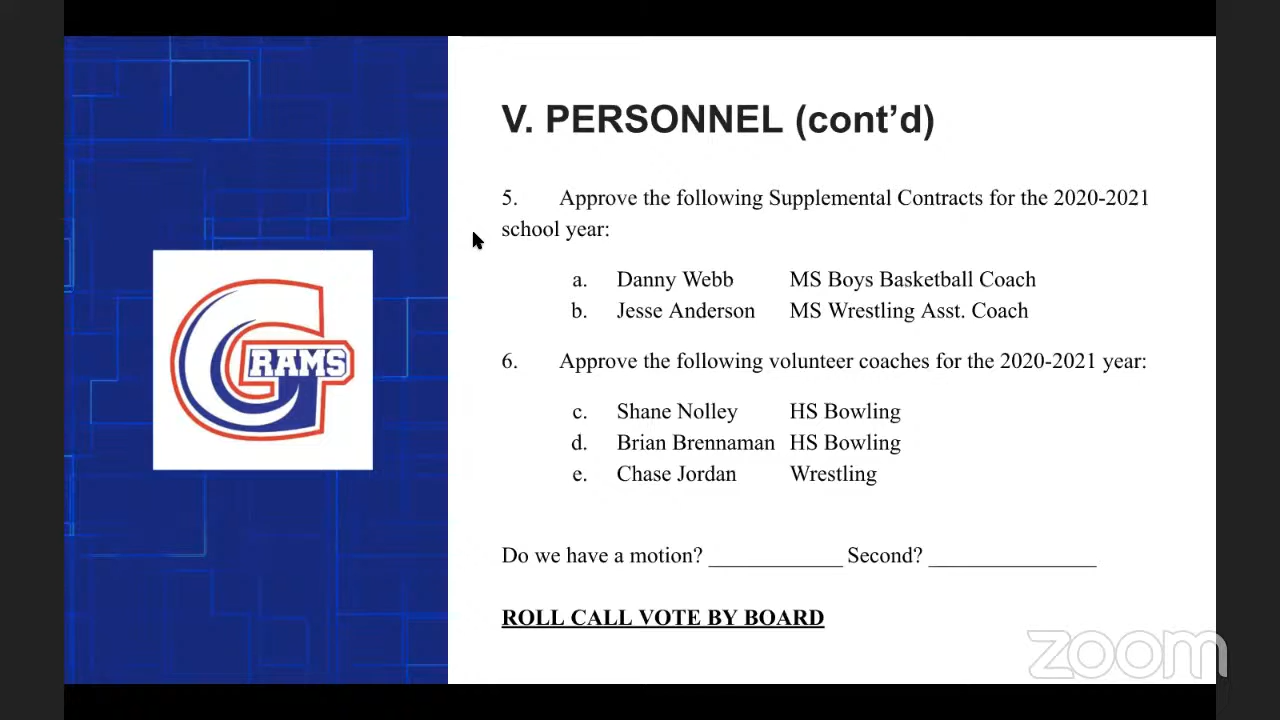 V. PERSONNEL (cont’d)
5. Approve the following Supplemental Contracts for the 2020-2021
school year:
a. Danny Webb MS Boys Basketball Coach
b. Jesse Anderson MS Wrestling Asst. Coach
6. Approve the following volunteer coaches for the 2020-2021 year:
c. Shane Nolley HS Bowling
d. Brian Brennaman HS Bowling
e. Chase Jordan Wrestling
Do we have a motion? ____________ Second? _______________
ROLL CALL VOTE BY BOARD
G RAMS
zoom